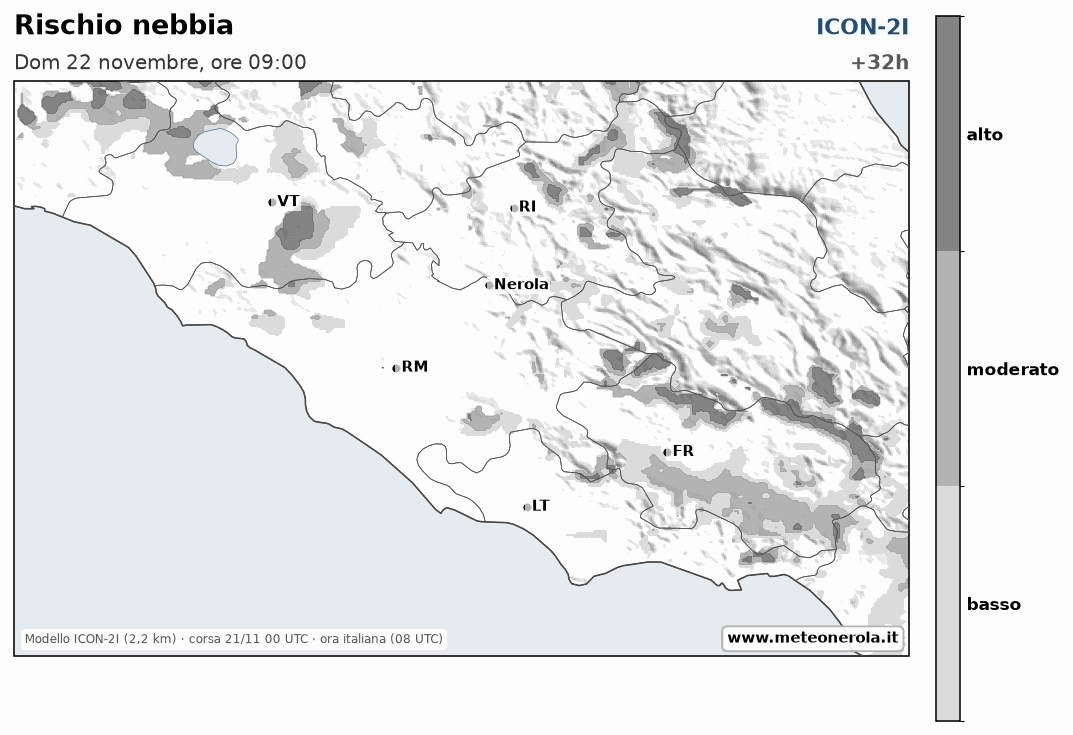 Rischio nebbia
ICON-2I
Dom 22 novembre, ore 09:00
+32h
alto
VT
RI
Nerola
RM
moderato
FR
LT
basso
Modello ICON-2I (2,2 km) · corsa 21/11 00 UTC · ora italiana (08 UTC)
www.meteonerola.it